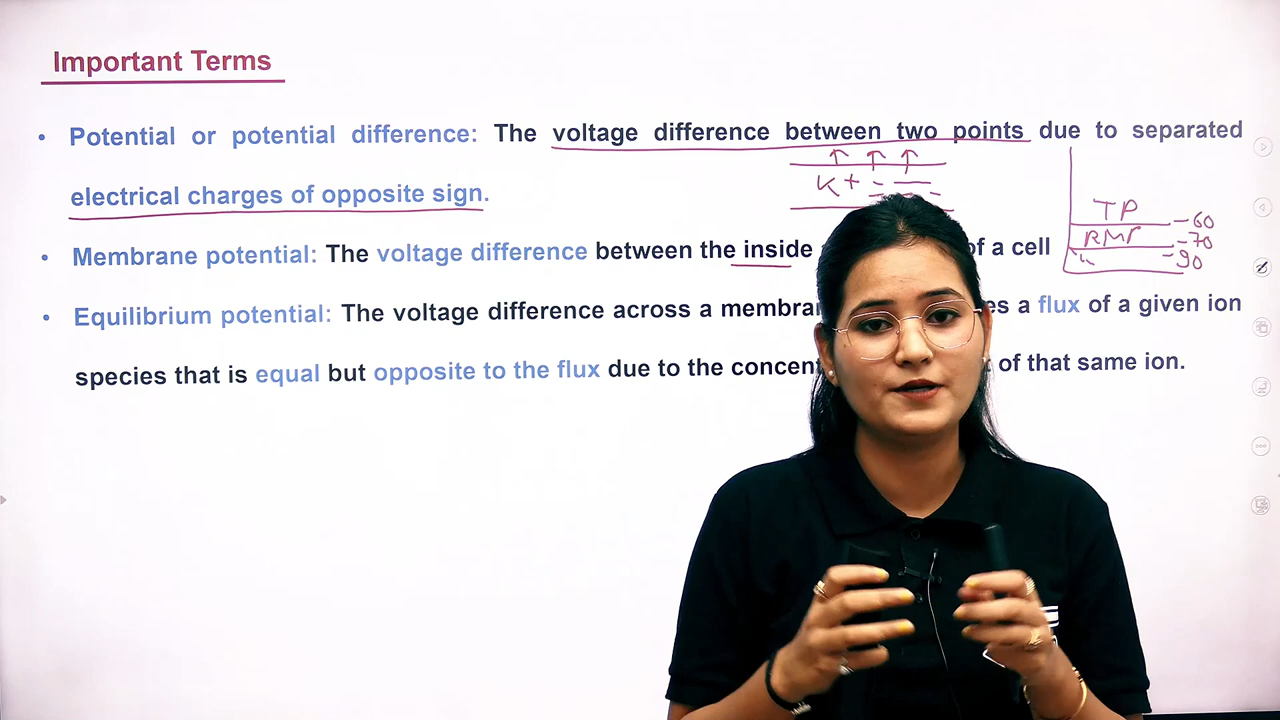 Important Terms
• Potential or potential difference: The voltage difference between two points due to separated
electrical charges of opposite sign.
K+
TP -60
RMP -70
-90
• Membrane potential: The voltage difference between the inside of a cell
• Equilibrium potential: The voltage difference across a membra es a flux of a given ion
species that is equal but opposite to the flux due to the concen of that same ion.